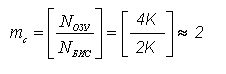 m_c = [N_ОЗУ / N_БИС] = [4K / 2K] ≈ 2